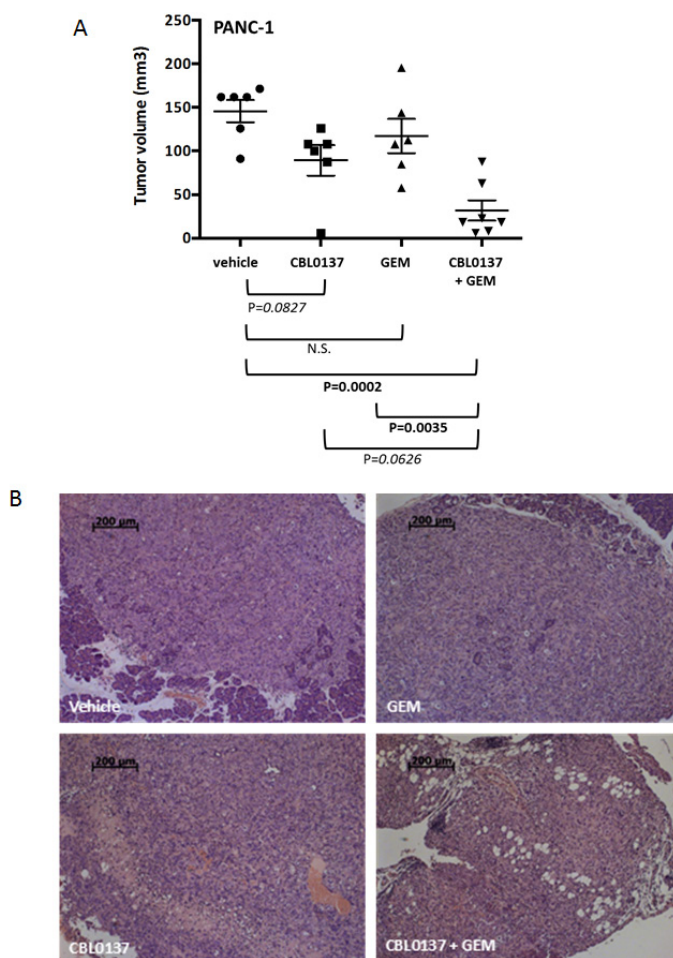 A
PANC-1
Tumor volume (mm3)
250
200
150
100
50
0
vehicle
CBL0137
GEM
CBL0137
+ GEM
P=0.0827
N.S.
P=0.0002
P=0.0035
P=0.0626
B
200 µm
Vehicle
200 µm
GEM
200 µm
CBL0137
200 µm
CBL0137 + GEM